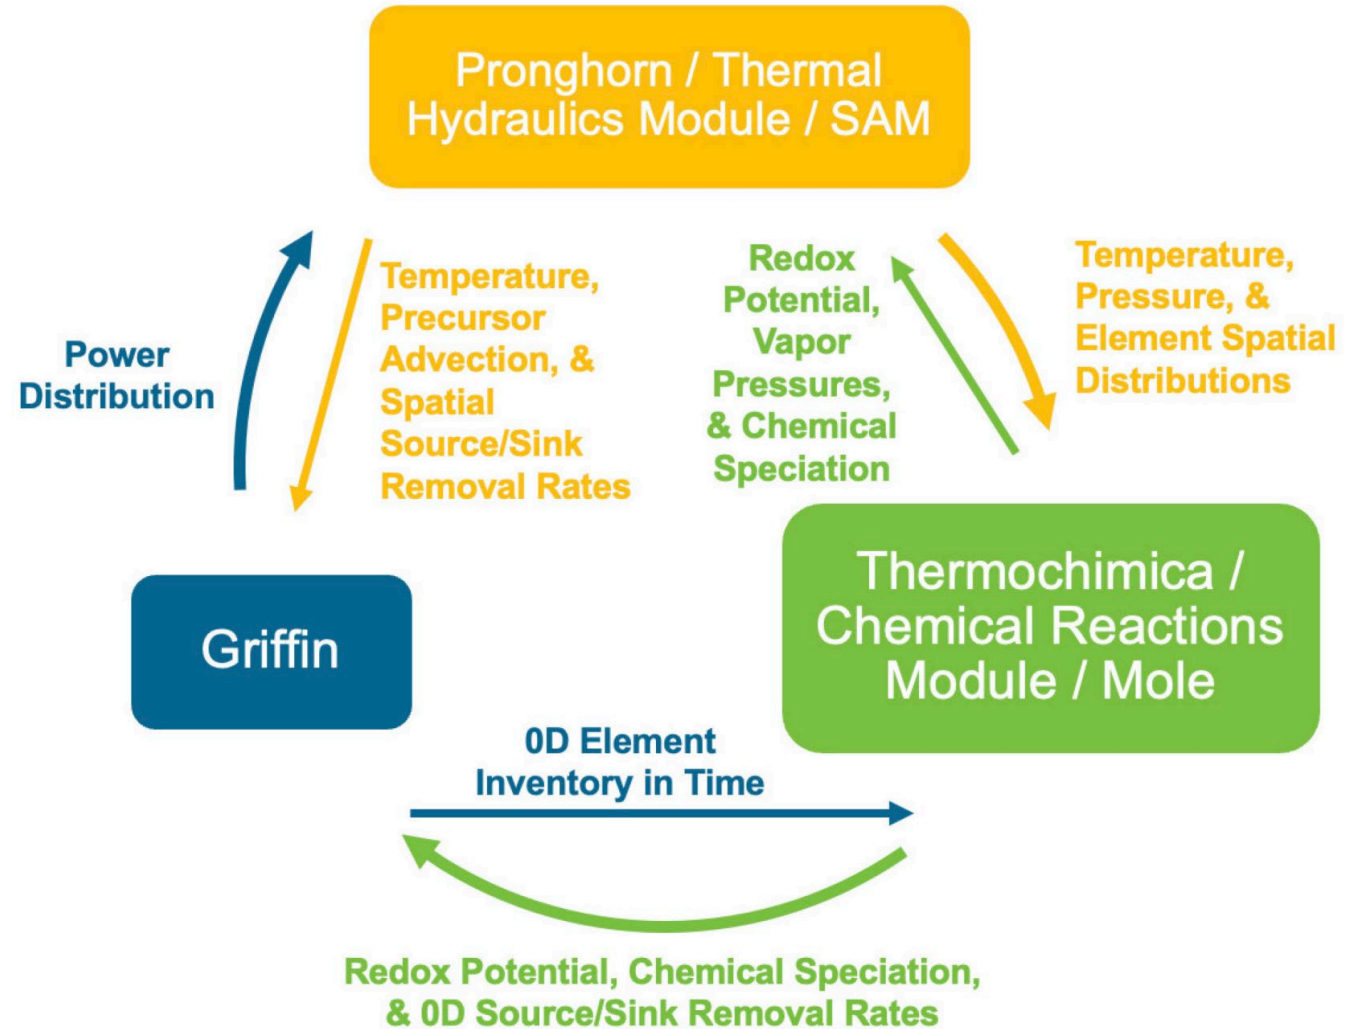 Pronghorn / Thermal
Hydraulics Module / SAM
Power
Distribution
Temperature,
Precursor
Advection, &
Spatial
Source/Sink
Removal Rates
Redox
Potential,
Vapor
Pressures,
& Chemical
Speciation
Temperature,
Pressure, &
Element Spatial
Distributions
Griffin
Thermochimica /
Chemical Reactions
Module / Mole
0D Element
Inventory in Time
Redox Potential, Chemical Speciation,
& 0D Source/Sink Removal Rates